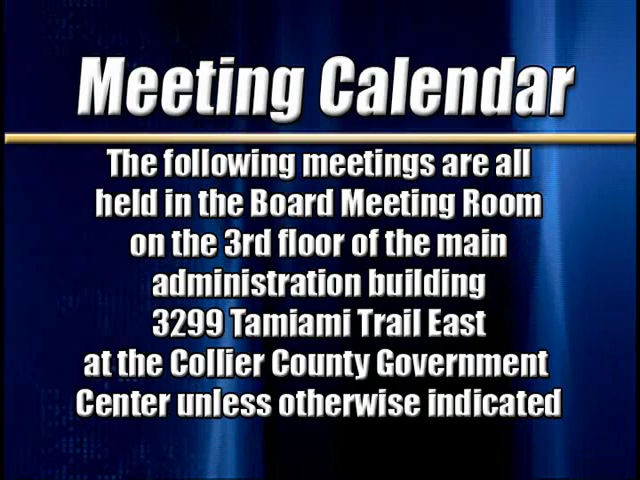 Meeting Calendar
The following meetings are all
held in the Board Meeting Room
on the 3rd floor of the main
administration building
3299 Tamiami Trail East
at the Collier County Government
Center unless otherwise indicated